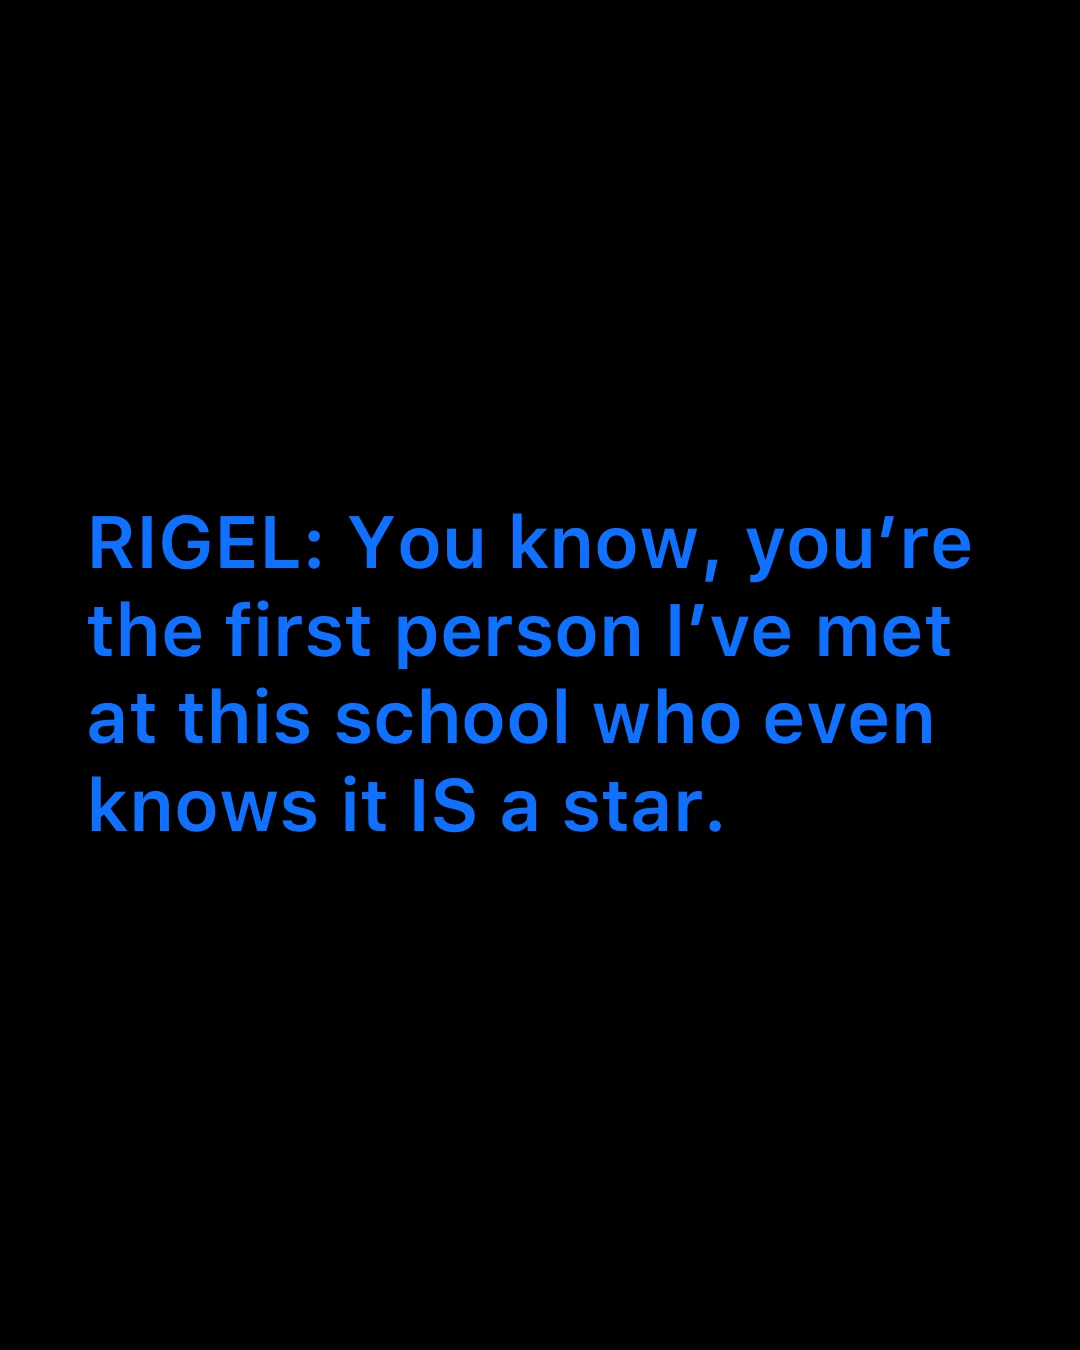 RIGEL: You know, you’re
the first person I’ve met
at this school who even
knows it IS a star.